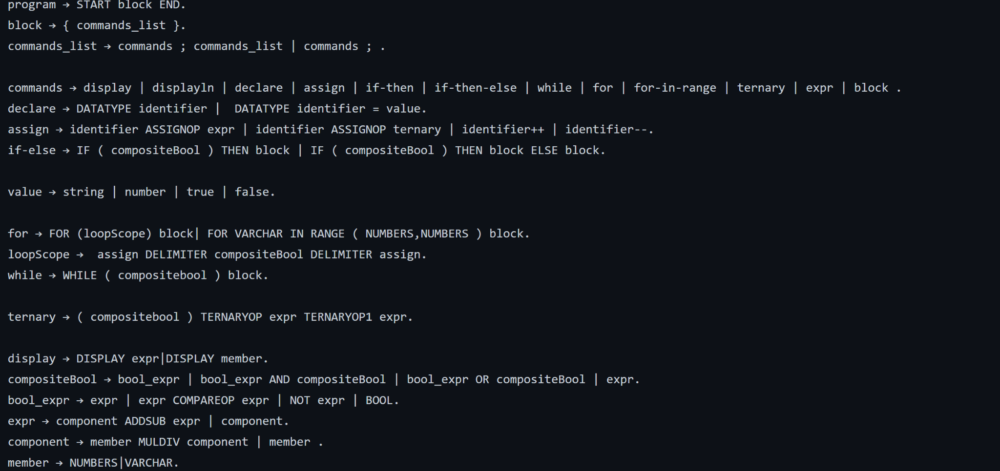 program → START block END.
block → { commands_list }.
commands_list → commands ; commands_list | commands ; .
commands → display | displayln | declare | assign | if-then | if-then-else | while | for | for-in-range | ternary | expr | block .
declare → DATATYPE identifier |  DATATYPE identifier = value.
assign → identifier ASSIGNOP expr | identifier ASSIGNOP ternary | identifier++ | identifier--.
if-else → IF ( compositeBool ) THEN block | IF ( compositeBool ) THEN block ELSE block.
value → string | number | true | false.
for → FOR (loopScope) block| FOR VARCHAR IN RANGE ( NUMBERS,NUMBERS ) block.
loopScope →  assign DELIMITER compositeBool DELIMITER assign.
while → WHILE ( compositebool ) block.
ternary → ( compositebool ) TERNARYOP expr TERNARYOP1 expr.
display → DISPLAY expr|DISPLAY member.
compositeBool → bool_expr | bool_expr AND compositeBool | bool_expr OR compositeBool | expr.
bool_expr → expr | expr COMPAREOP expr | NOT expr | BOOL.
expr → component ADDSUB expr | component.
component → member MULDIV component | member .
member → NUMBERS|VARCHAR.